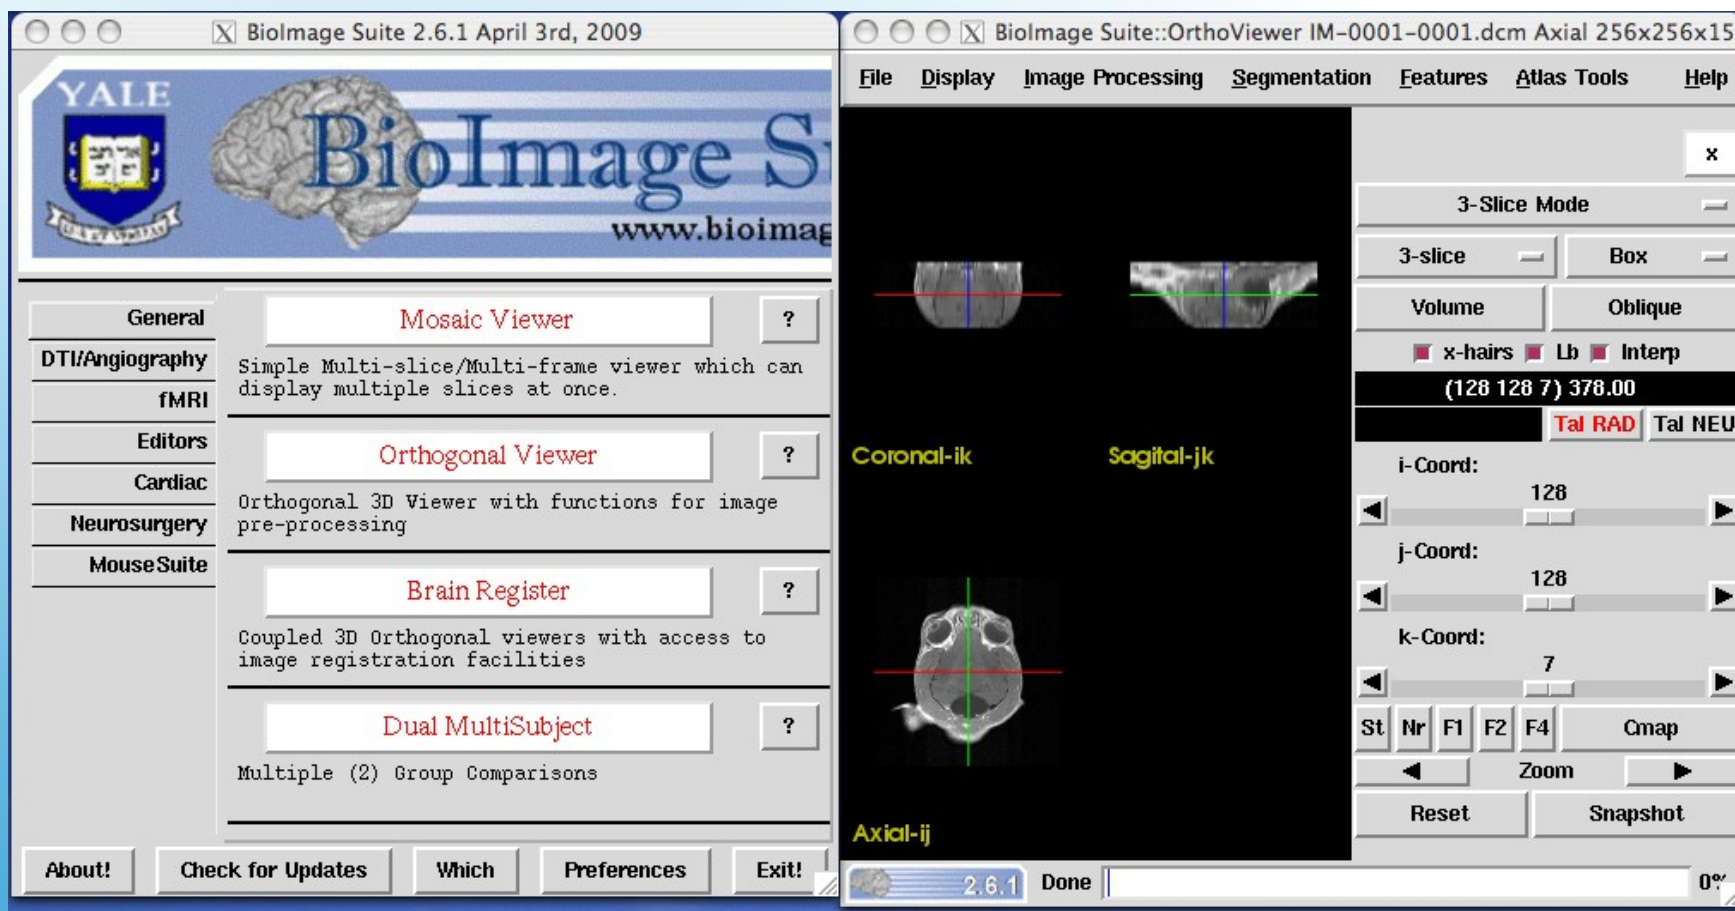 BioImage Suite 2.6.1 April 3rd, 2009
YALE
BioImage S
www.bioimag
General
DTI/Angiography
fMRI
Editors
Cardiac
Neurosurgery
MouseSuite
Mosaic Viewer
?
Simple Multi-slice/Multi-frame viewer which can
display multiple slices at once.
Orthogonal Viewer
?
Orthogonal 3D Viewer with functions for image
pre-processing
Brain Register
?
Coupled 3D Orthogonal viewers with access to
image registration facilities
Dual MultiSubject
?
Multiple (2) Group Comparisons
About!
Check for Updates
Which
Preferences
Exit!
BioImage Suite::OrthoViewer IM-0001-0001.dcm Axial 256x256x15
File Display Image Processing Segmentation Features Atlas Tools Help
Coronal-ik
Sagital-jk
Axial-ij
x
3-Slice Mode
3-slice Box
Volume Oblique
x-hairs Lb Interp
(128 128 7) 378.00
Tal RAD Tal NEU
i-Coord:
128
j-Coord:
128
k-Coord:
7
St Nr F1 F2 F4 Cmap
Zoom
Reset Snapshot
2.6.1 Done 0%